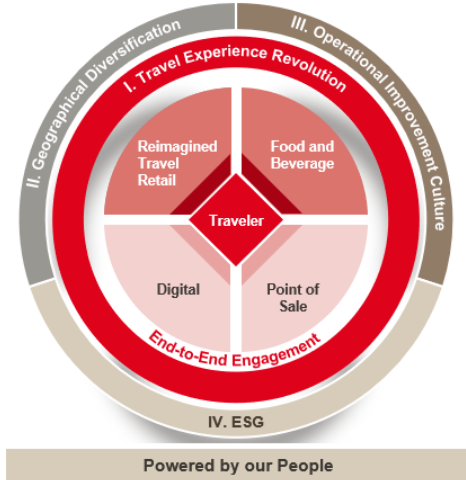 II. Geographical Diversification
III. Operational Improvement Culture
I. Travel Experience Revolution
Reimagined
Travel
Retail
Food and
Beverage
Traveler
Digital
Point of
Sale
End-to-End Engagement
IV. ESG
Powered by our People